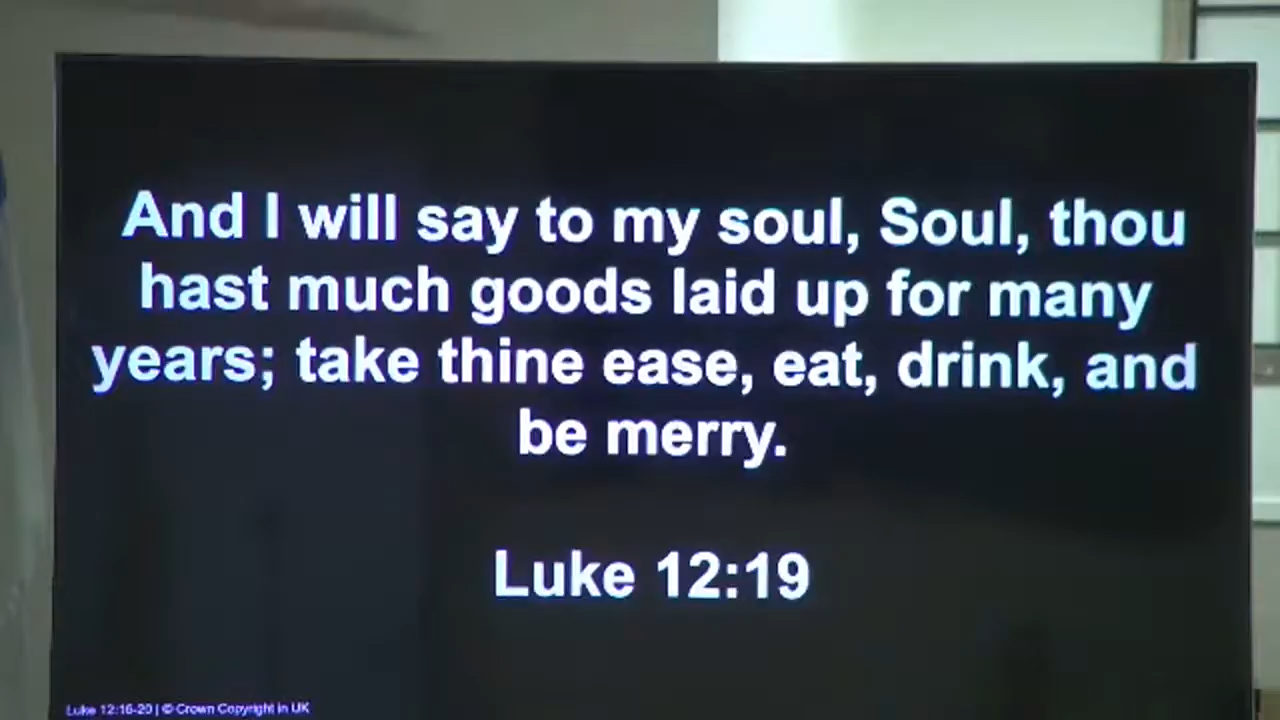 And I will say to my soul, Soul, thou
hast much goods laid up for many
years; take thine ease, eat, drink, and
be merry.
Luke 12:19
Luke 12:16-20 | © Crown Copyright in UK